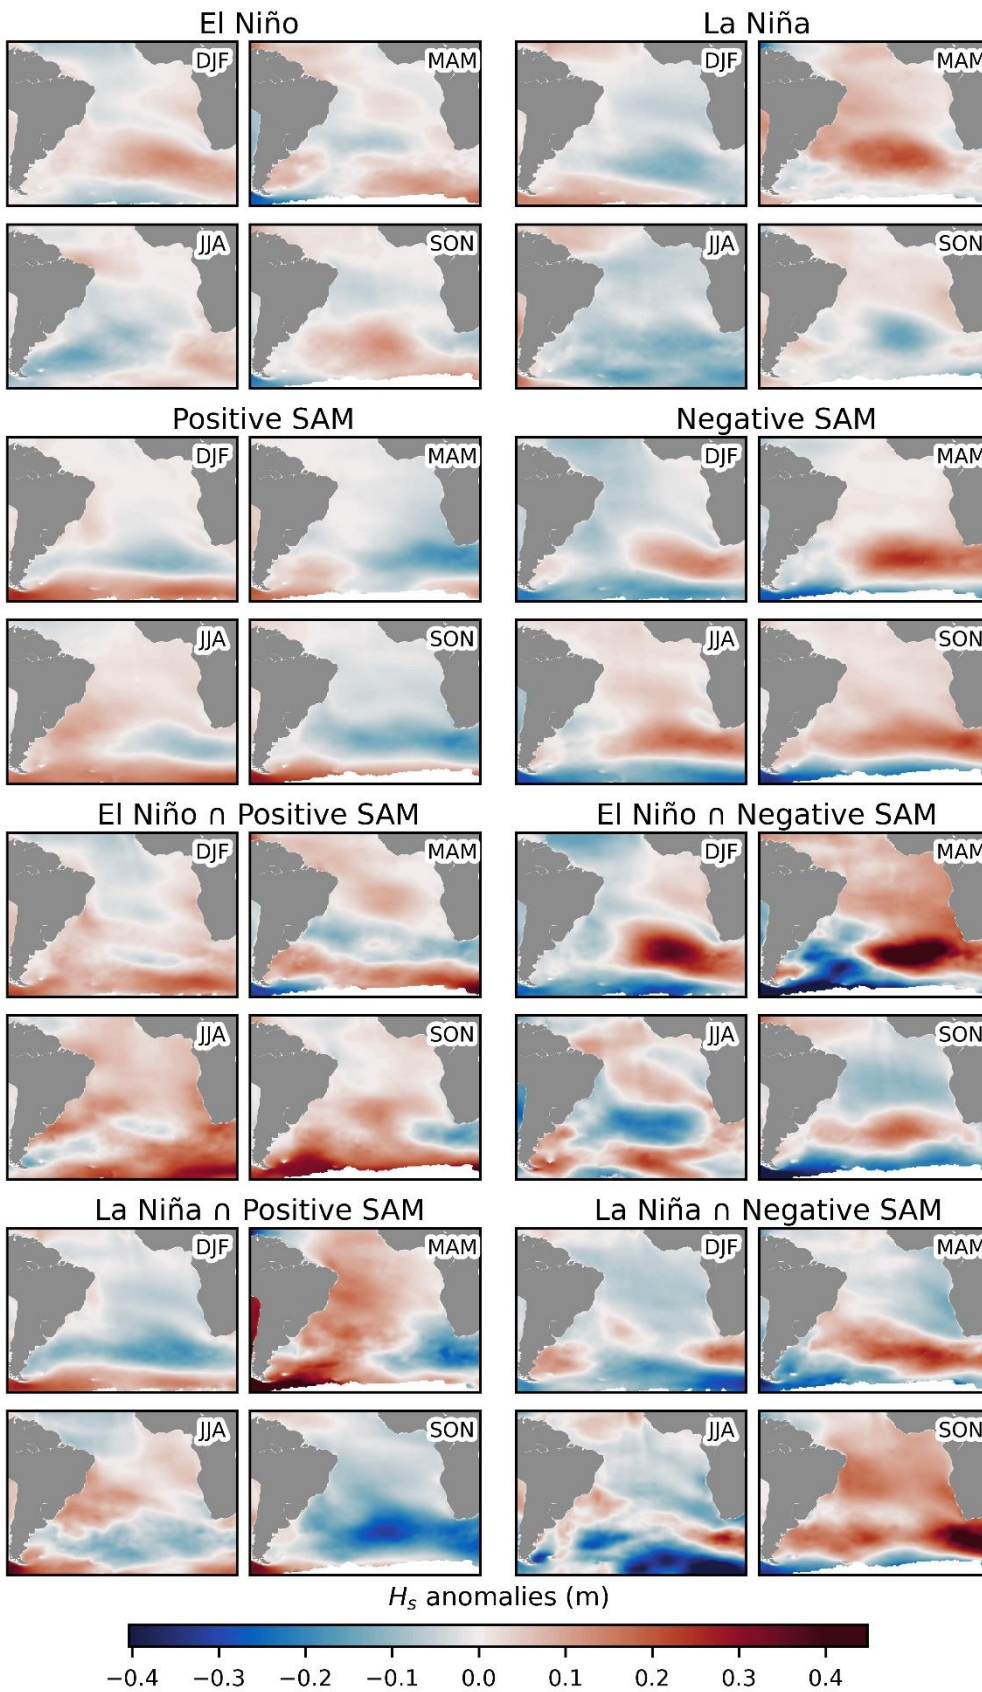 El Niño
La Niña
DJF
MAM
DJF
MAM
JJA
SON
JJA
SON
Positive SAM
Negative SAM
DJF
MAM
DJF
MAM
JJA
SON
JJA
SON
El Niño ∩ Positive SAM
El Niño ∩ Negative SAM
DJF
MAM
DJF
MAM
JJA
SON
JJA
SON
La Niña ∩ Positive SAM
La Niña ∩ Negative SAM
DJF
MAM
DJF
MAM
JJA
SON
JJA
SON
Hs anomalies (m)
−0.4 −0.3 −0.2 −0.1 0.0 0.1 0.2 0.3 0.4